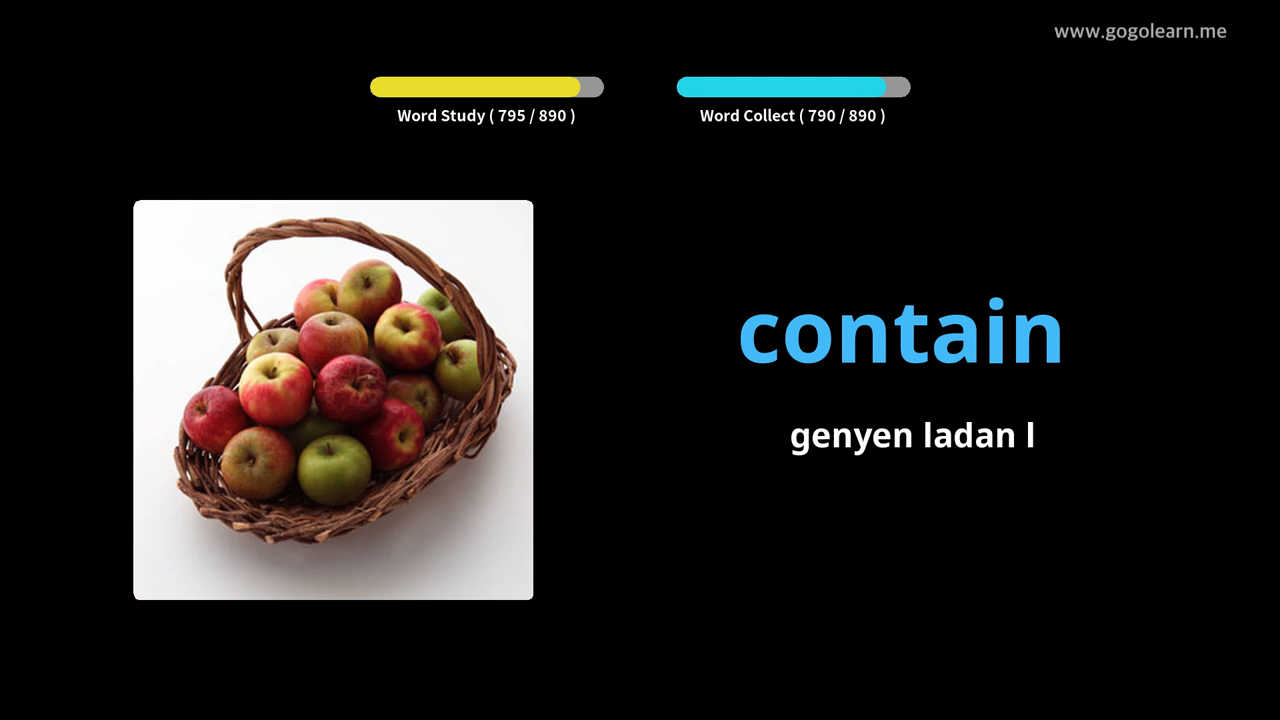 www.gogolearn.me
Word Study ( 795 / 890 )
Word Collect ( 790 / 890 )
contain
genyen ladan l